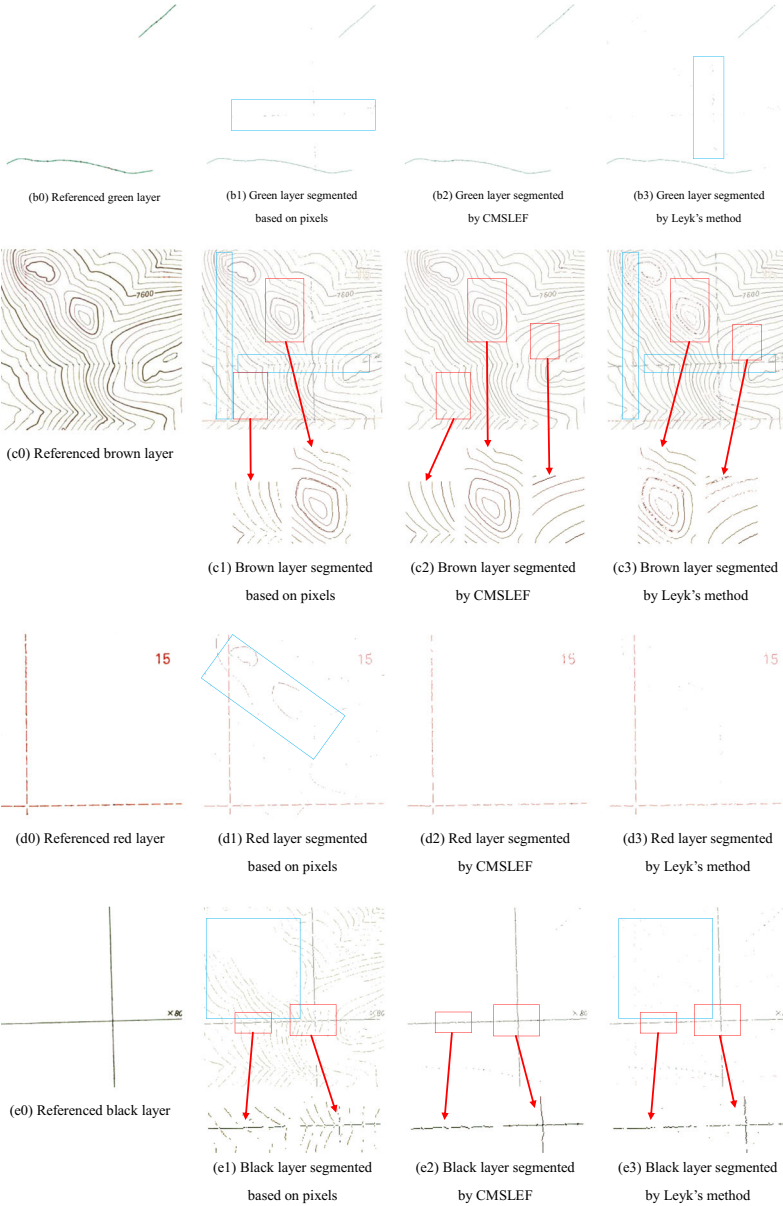 (b0) Referenced green layer
(b1) Green layer segmented
based on pixels
(b2) Green layer segmented
by CMSLEF
(b3) Green layer segmented
by Leyk's method
7600
7600
7600
7600
(c0) Referenced brown layer
(c1) Brown layer segmented
based on pixels
(c2) Brown layer segmented
by CMSLEF
(c3) Brown layer segmented
by Leyk's method
15
15
15
15
(d0) Referenced red layer
(d1) Red layer segmented
based on pixels
(d2) Red layer segmented
by CMSLEF
(d3) Red layer segmented
by Leyk's method
×80
×80
×80
×80
(e0) Referenced black layer
(e1) Black layer segmented
based on pixels
(e2) Black layer segmented
by CMSLEF
(e3) Black layer segmented
by Leyk's method